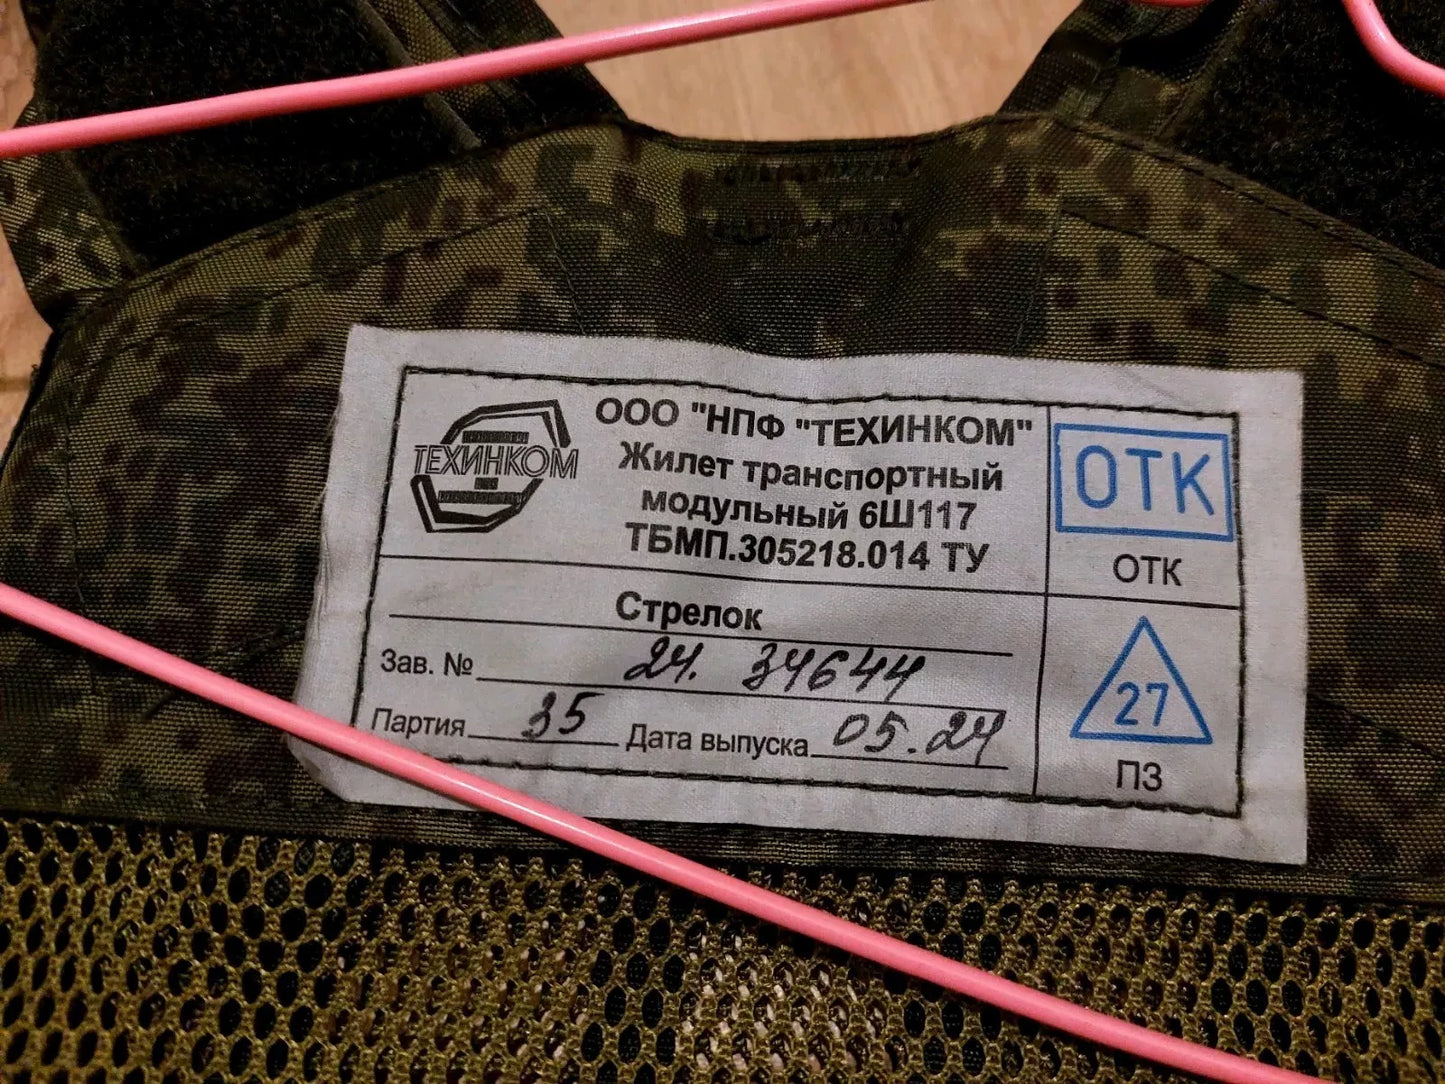 ТЕХИНКОМ
ООО "НПФ "ТЕХИНКОМ"
Жилет транспортный
модульный 6Ш117
ТБМП.305218.014 ТУ
Стрелок
Зав. № 24. 34644
Партия 35 Дата выпуска 05.24
ОТК
ОТК
27
ПЗ